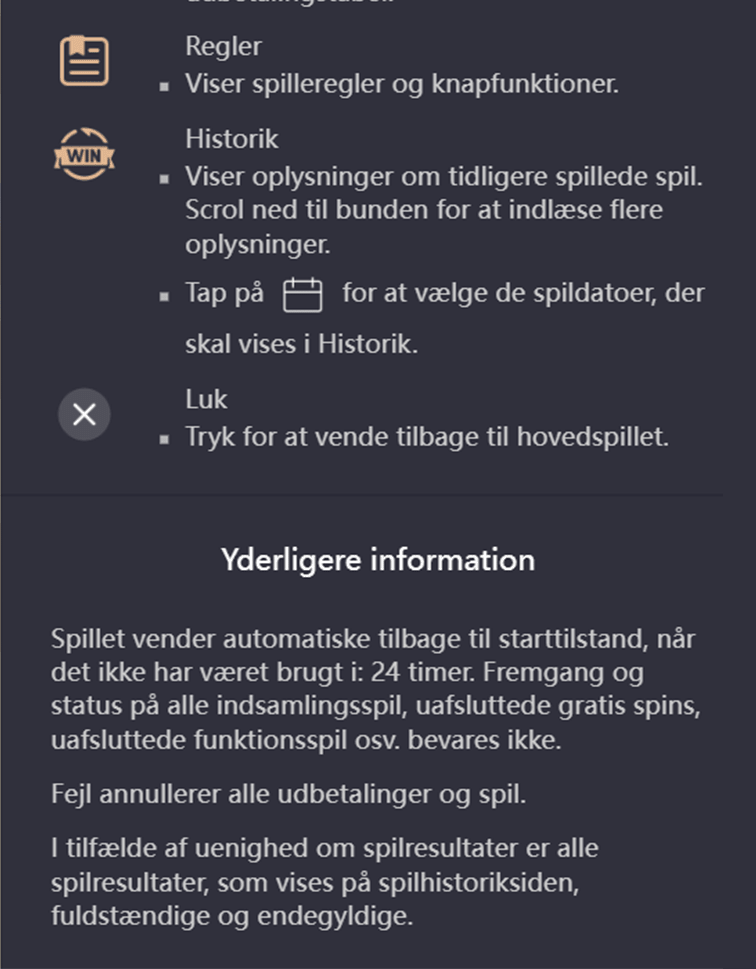 Regler
▪ Viser spilleregler og knapfunktioner.
WIN
Historik
▪ Viser oplysninger om tidligere spillede spil.
Scrol ned til bunden for at indlæse flere
oplysninger.
▪ Tap på for at vælge de spildatoer, der
skal vises i Historik.
Luk
▪ Tryk for at vende tilbage til hovedspillet.
Yderligere information
Spillet vender automatiske tilbage til starttilstand, når
det ikke har været brugt i: 24 timer. Fremgang og
status på alle indsamlingsspil, uafsluttede gratis spins,
uafsluttede funktionsspil osv. bevares ikke.
Fejl annullerer alle udbetalinger og spil.
I tilfælde af uenighed om spilresultater er alle
spilresultater, som vises på spilhistoriksiden,
fuldstændige og endegyldige.